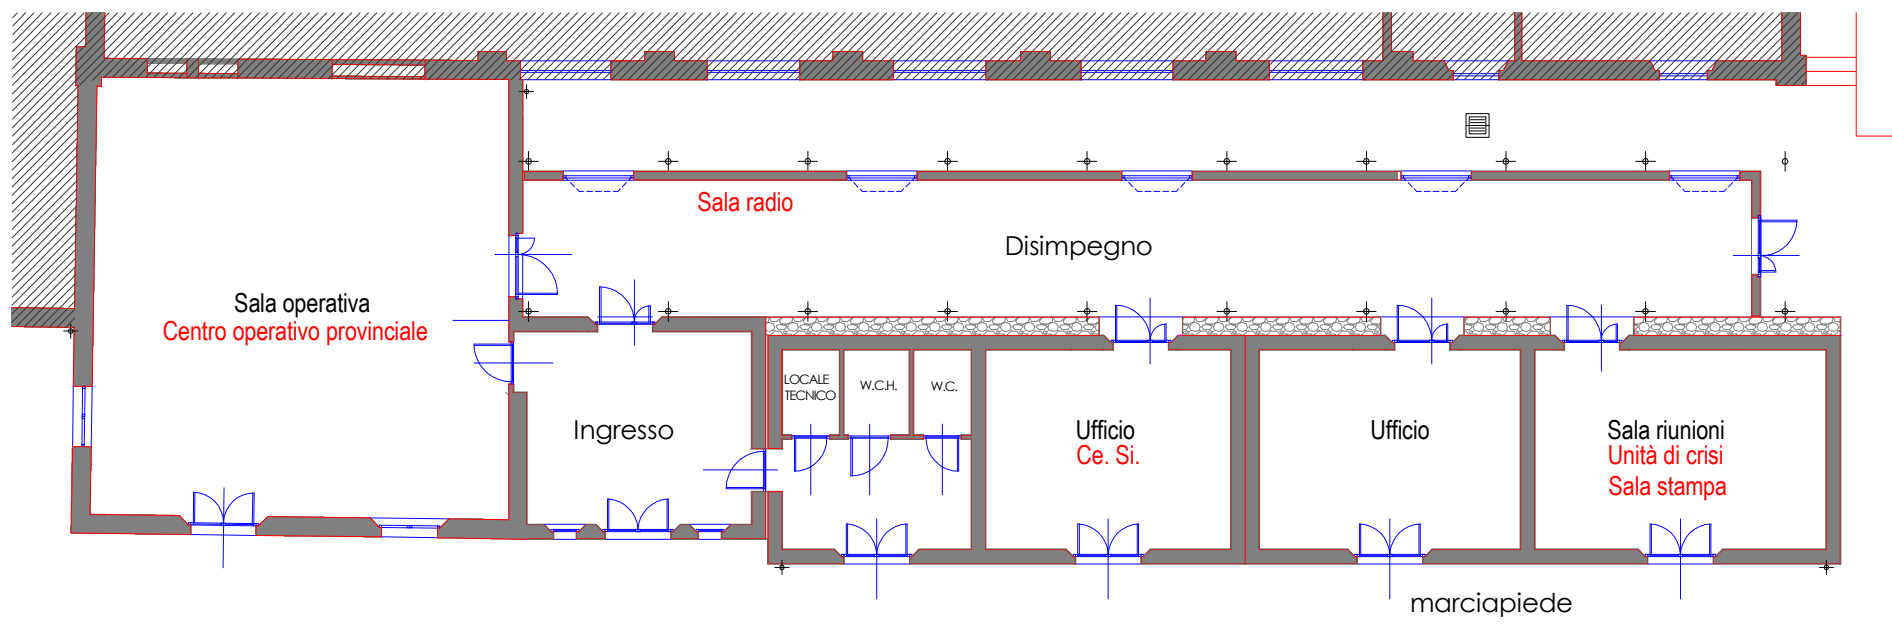 Sala radio
Disimpegno
Sala operativa
Centro operativo provinciale
LOCALE
TECNICO
W.C.H.
W.C.
Ingresso
Ufficio
Ce. Si.
Ufficio
Sala riunioni
Unità di crisi
Sala stampa
marciapiede